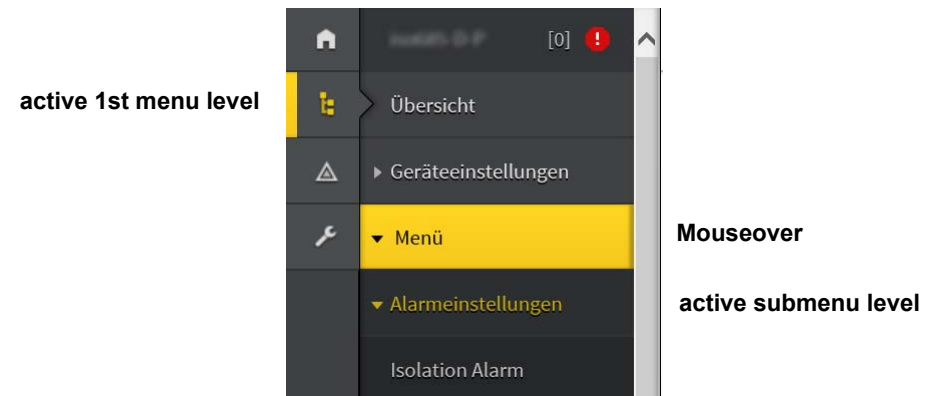 [0] !
Übersicht
active 1st menu level
Geräteeinstellungen
Menü
Mouseover
Alarmeinstellungen
active submenu level
Isolation Alarm